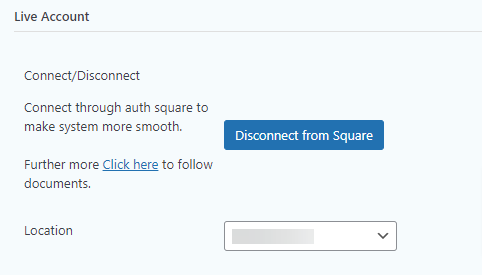 Live Account
Connect/Disconnect
Connect through auth square to
make system more smooth.
Disconnect from Square
Further more Click here to follow
documents.
Location